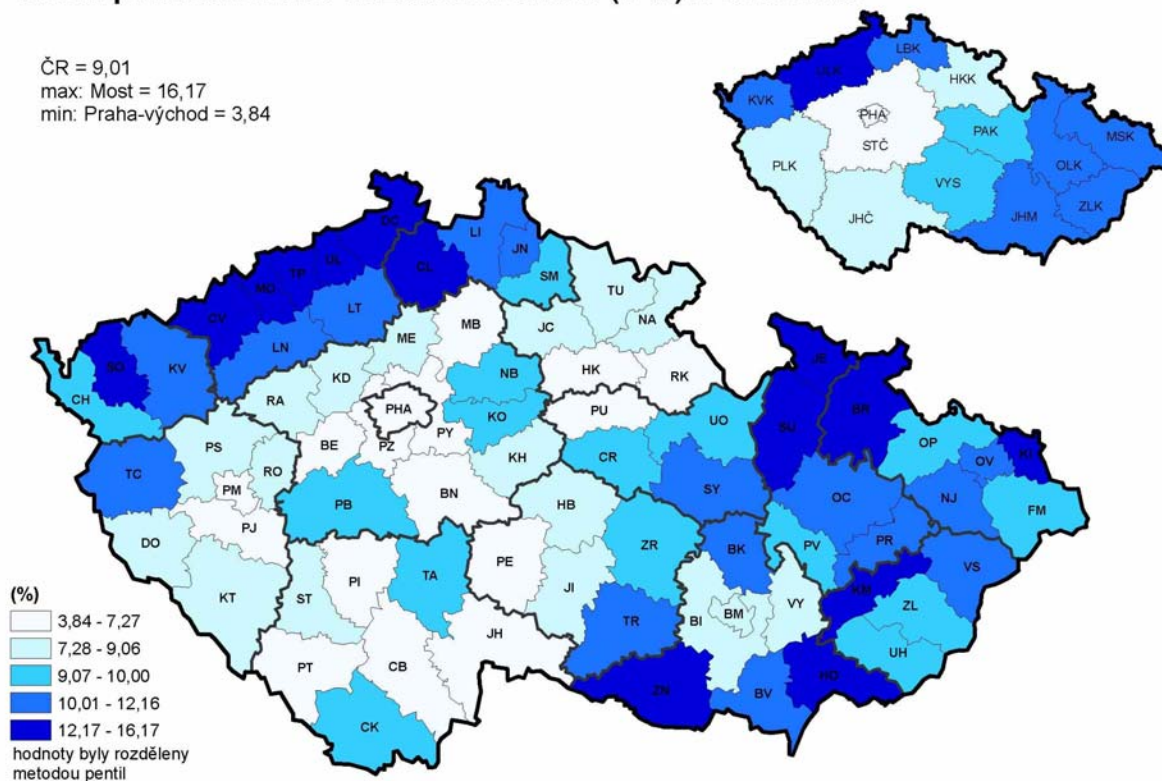 ČR = 9,01
max: Most = 16,17
min: Praha-východ = 3,84
LBK
ULK
HKK
KVK
PHA
STČ
PAK
MSK
PLK
OLK
VYS
ZLK
JHM
JHČ
DC
LI
JN
UL
CL
SM
TP
TU
MO
LT
MB
CV
JC
NA
ME
LN
SO
KV
KD
NB
HK
RK
CH
RA
PHA
KO
PU
JE
BR
BE
PZ
PY
UO
SU
OP
PS
RO
KH
CR
KI
OV
TC
PM
PB
BN
SY
OC
NJ
FM
PJ
HB
DO
ZR
BK
PV
PR
VS
PI
TA
PE
KM
KT
ST
JI
VY
ZL
(%)
BI
BM
TR
3,84 - 7,27
JH
UH
7,28 - 9,06
PT
CB
HO
9,07 - 10,00
ZN
BV
10,01 - 12,16
CK
12,17 - 16,17
hodnoty byly rozděleny
metodou pentil